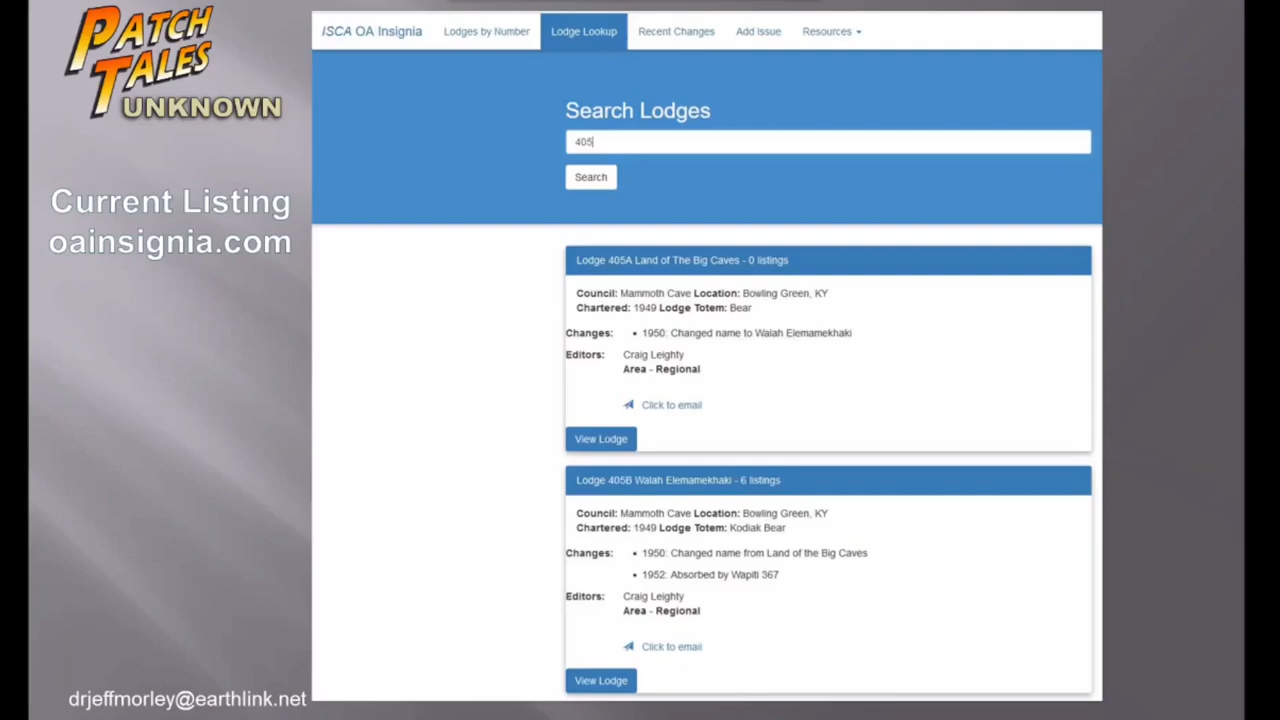 PATCH
TALES
UNKNOWN
Current Listing
oainsignia.com
drjeffmorley@earthlink.net
ISCA OA Insignia Lodges by Number Lodge Lookup Recent Changes Add Issue Resources
Search Lodges
405
Search
Lodge 405A Land of The Big Caves - 0 listings
Council: Mammoth Cave Location: Bowling Green, KY
Chartered: 1949 Lodge Totem: Bear
Changes: • 1950: Changed name to Walah Elemamekhaki
Editors: Craig Leighty
Area - Regional
Click to email
View Lodge
Lodge 405B Walah Elemamekhaki - 6 listings
Council: Mammoth Cave Location: Bowling Green, KY
Chartered: 1949 Lodge Totem: Kodiak Bear
Changes: • 1950: Changed name from Land of the Big Caves
• 1952: Absorbed by Wapiti 367
Editors: Craig Leighty
Area - Regional
Click to email
View Lodge